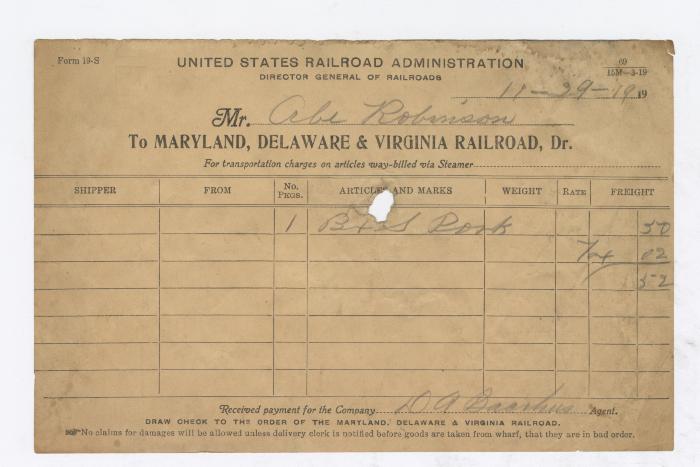 Form 19-S
UNITED STATES RAILROAD ADMINISTRATION
DIRECTOR GENERAL OF RAILROADS
69
15M—3-19
11-29-19 19
Mr. Abe Robinson
To MARYLAND, DELAWARE & VIRGINIA RAILROAD, Dr.
For transportation charges on articles way-billed via Steamer
SHIPPER FROM No. Pkgs. ARTICLES AND MARKS WEIGHT RATE FREIGHT
1 50
Tax 02
52
Received payment for the Company D A Agent.
DRAW CHECK TO THE ORDER OF THE MARYLAND, DELAWARE & VIRGINIA RAILROAD.
No claims for damages will be allowed unless delivery clerk is notified before goods are taken from wharf, that they are in bad order.